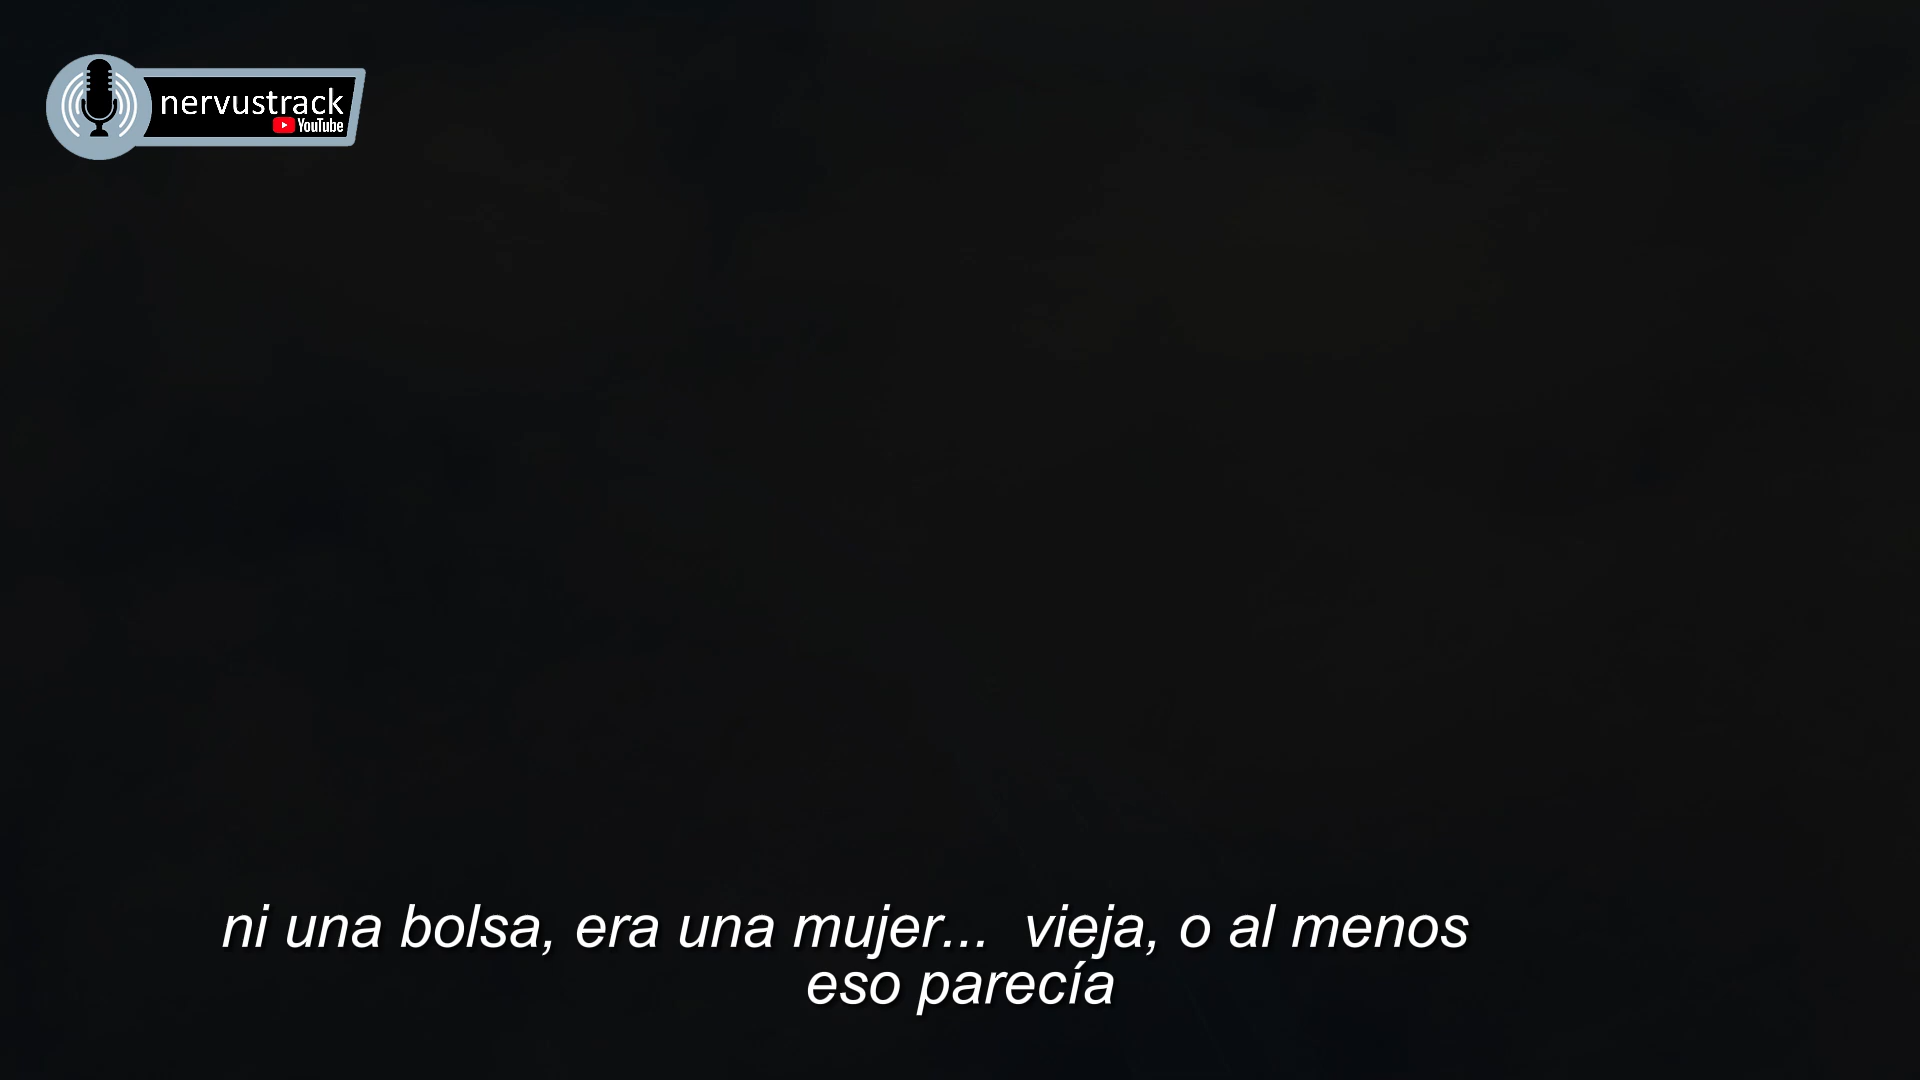 nervustrack
YouTube
ni una bolsa, era una mujer...  vieja, o al menos
eso parecía